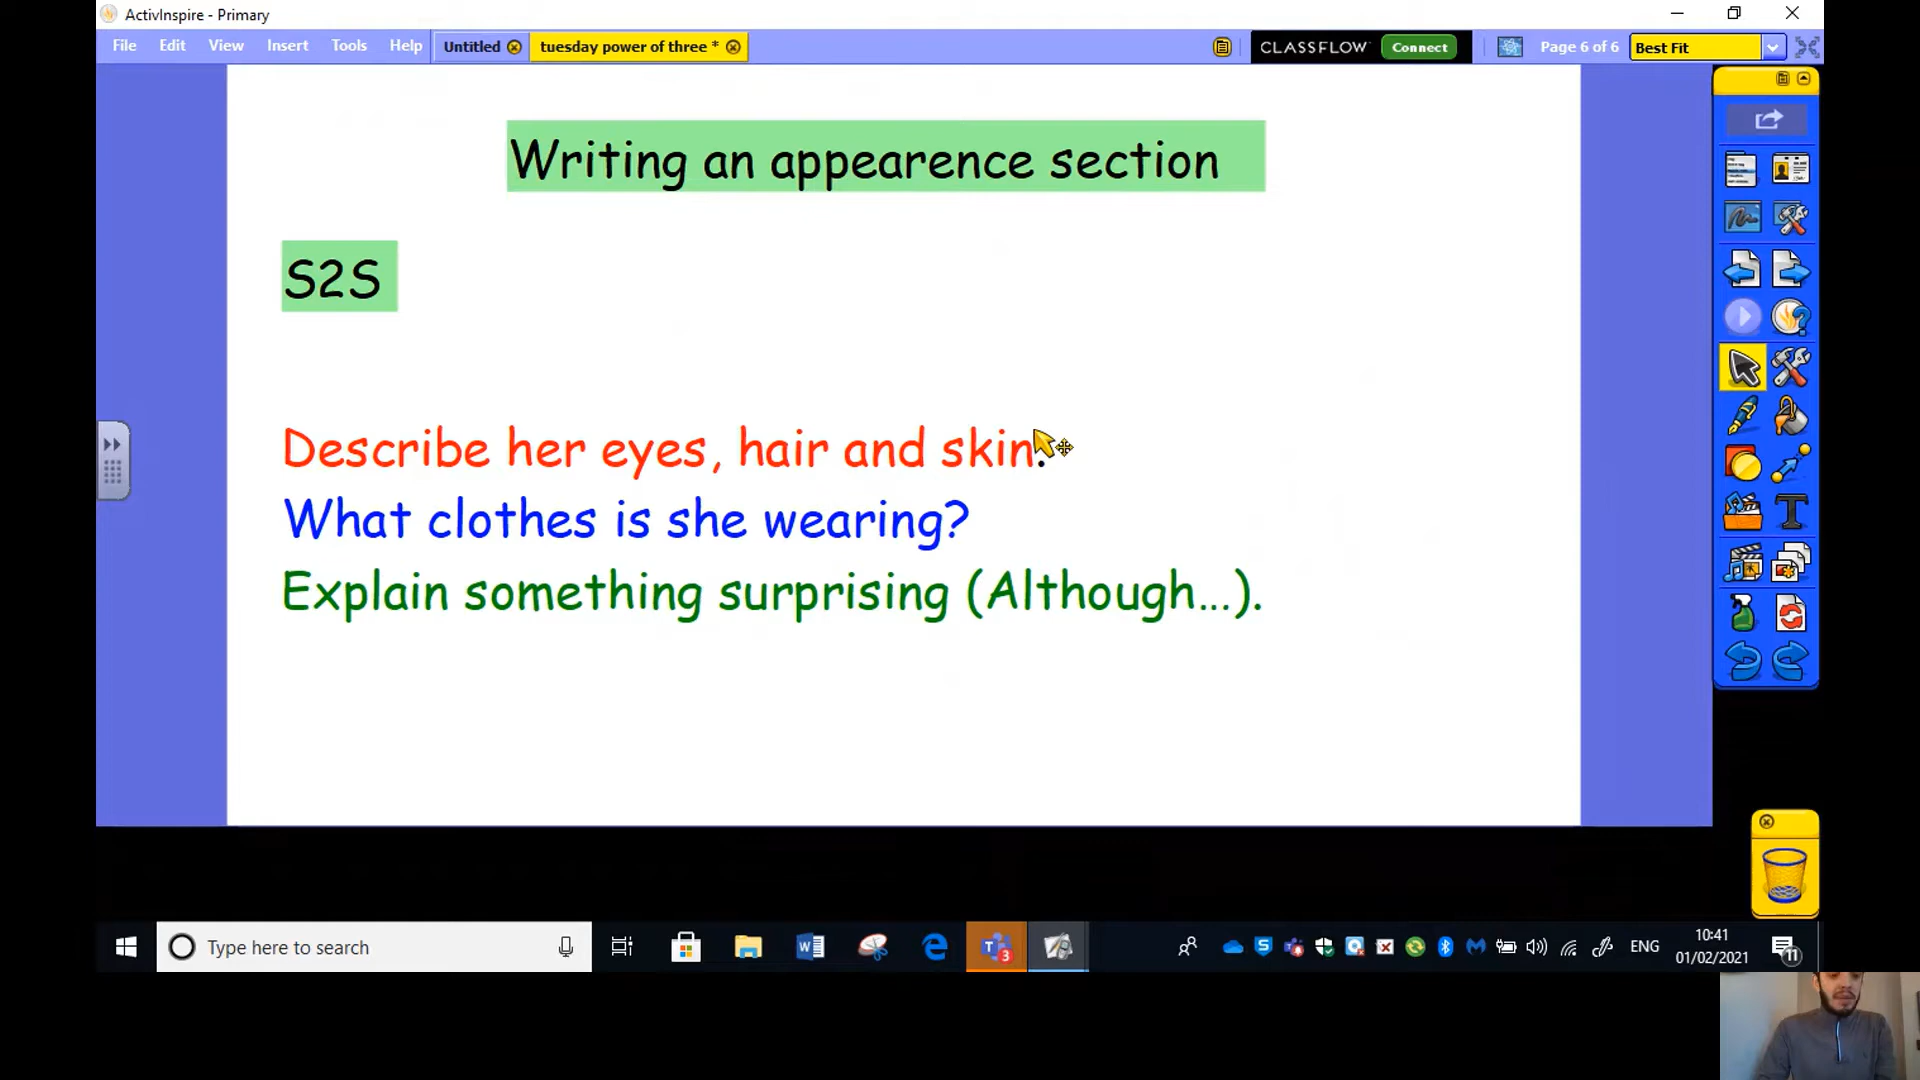 ActivInspire - Primary
File Edit View Insert Tools Help Untitled tuesday power of three * CLASSFLOW Connect Page 6 of 6 Best Fit
Writing an appearence section
S2S
Describe her eyes, hair and skin.
What clothes is she wearing?
Explain something surprising (Although...).
Type here to search
ENG
10:41
01/02/2021
11
3